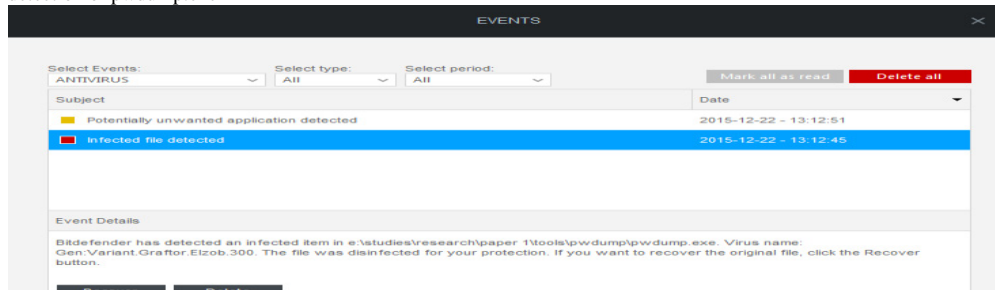 EVENTS
Select Events: Select type: Select period:
ANTIVIRUS All All Mark all as read Delete all
Subject Date
Potentially unwanted application detected 2015-12-22 - 13:12:51
Infected file detected 2015-12-22 - 13:12:45
Event Details
Bitdefender has detected an infected item in e:\studies\research\paper 1\tools\pwdump\pwdump.exe. Virus name:
Gen:Variant.Graftor.Elzob.300. The file was disinfected for your protection. If you want to recover the original file, click the Recover
button.